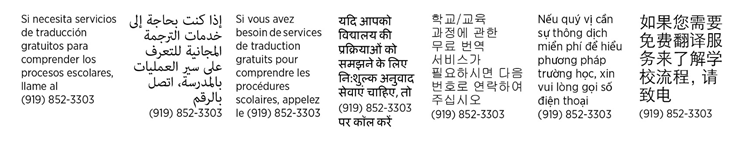 Si necesita servicios
de traducción
gratuitos para
comprender los
procesos escolares,
llame al
(919) 852-3303
إذا كنت بحاجة إلى
خدمات الترجمة
المجانية للتعرف
على سير العمليات
بالمدرسة، اتصل
بالرقم
(919) 852-3303
Si vous avez
besoin de services
de traduction
gratuits pour
comprendre les
procédures
scolaires, appelez
le (919) 852-3303
यदि आपको
विद्यालय की
प्रक्रियाओं को
समझने के लिए
नि:शुल्क अनुवाद
सेवाएं चाहिए, तो
(919) 852-3303
पर कॉल करें
학교/교육
과정에 관한
무료 번역
서비스가
필요하시면 다음
번호로 연락하여
주십시오
(919) 852-3303
Nếu quý vị cần
sự thông dịch
miễn phí để hiểu
phương pháp
trường học, xin
vui lòng gọi số
điện thoại
(919) 852-3303
如果您需要
免费翻译服
务来了解学
校流程，请
致电
(919) 852-3303